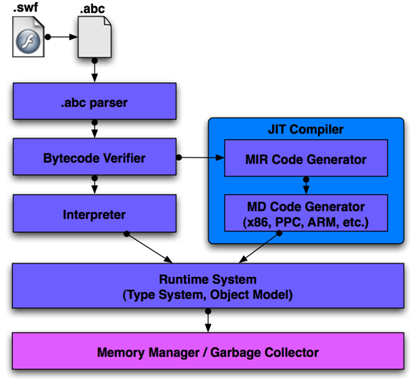 .swf
.abc
.abc parser
JIT Compiler
Bytecode Verifier
MIR Code Generator
Interpreter
MD Code Generator
(x86, PPC, ARM, etc.)
Runtime System
(Type System, Object Model)
Memory Manager / Garbage Collector